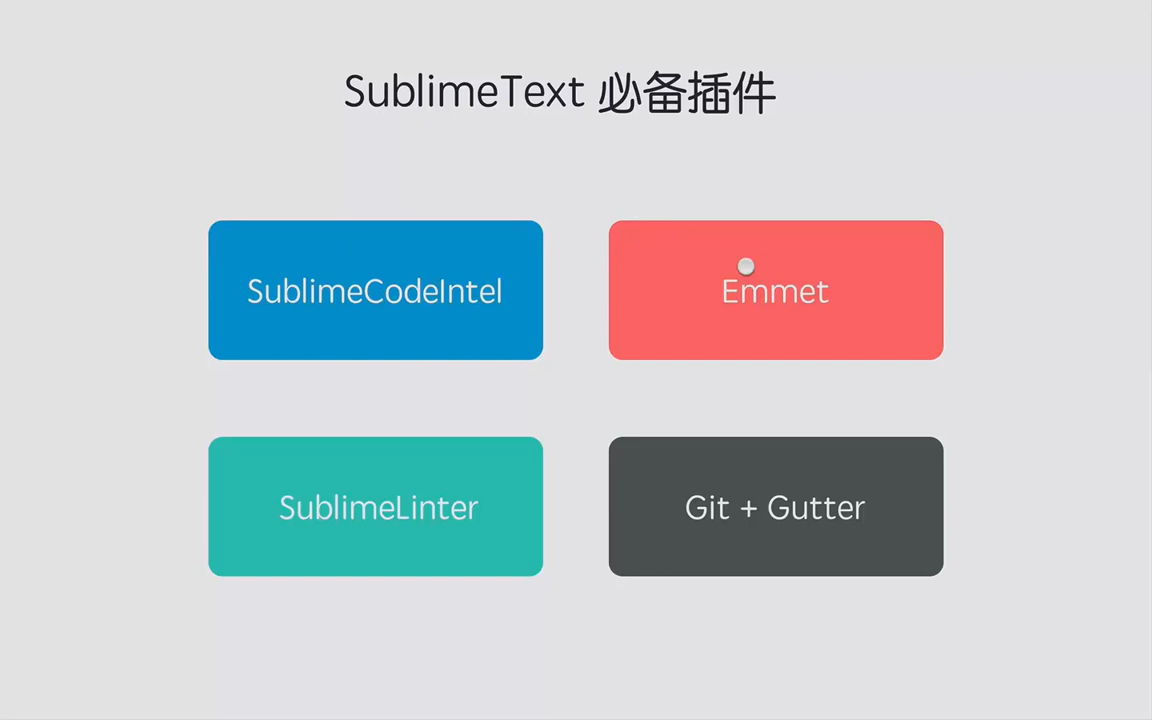 SublimeText 必备插件
SublimeCodeIntel
Emmet
SublimeLinter
Git + Gutter